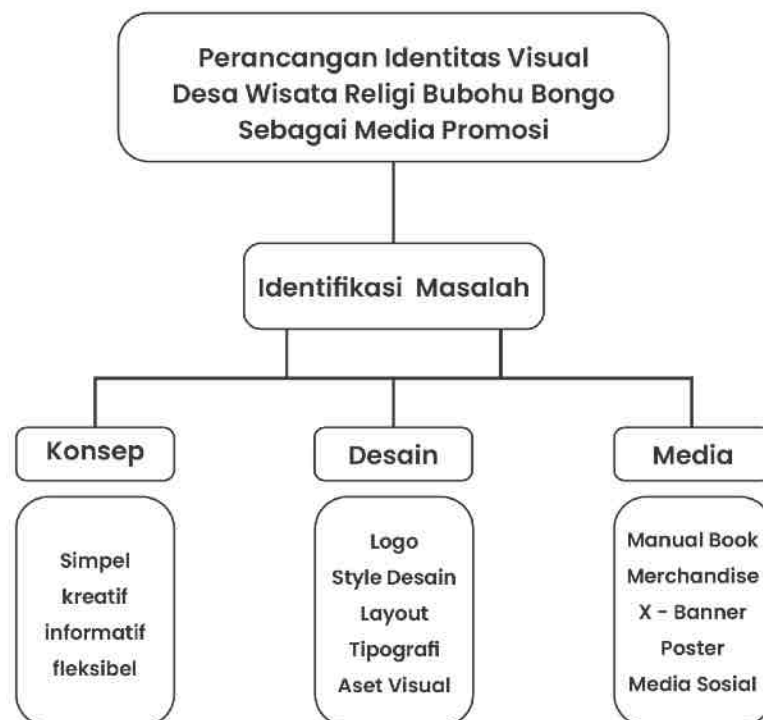 Perancangan Identitas Visual
Desa Wisata Religi Bubohu Bongo
Sebagai Media Promosi
Identifikasi Masalah
Konsep
Desain
Media
Simpel
kreatif
informatif
fleksibel
Logo
Style Desain
Layout
Tipografi
Aset Visual
Manual Book
Merchandise
X - Banner
Poster
Media Sosial